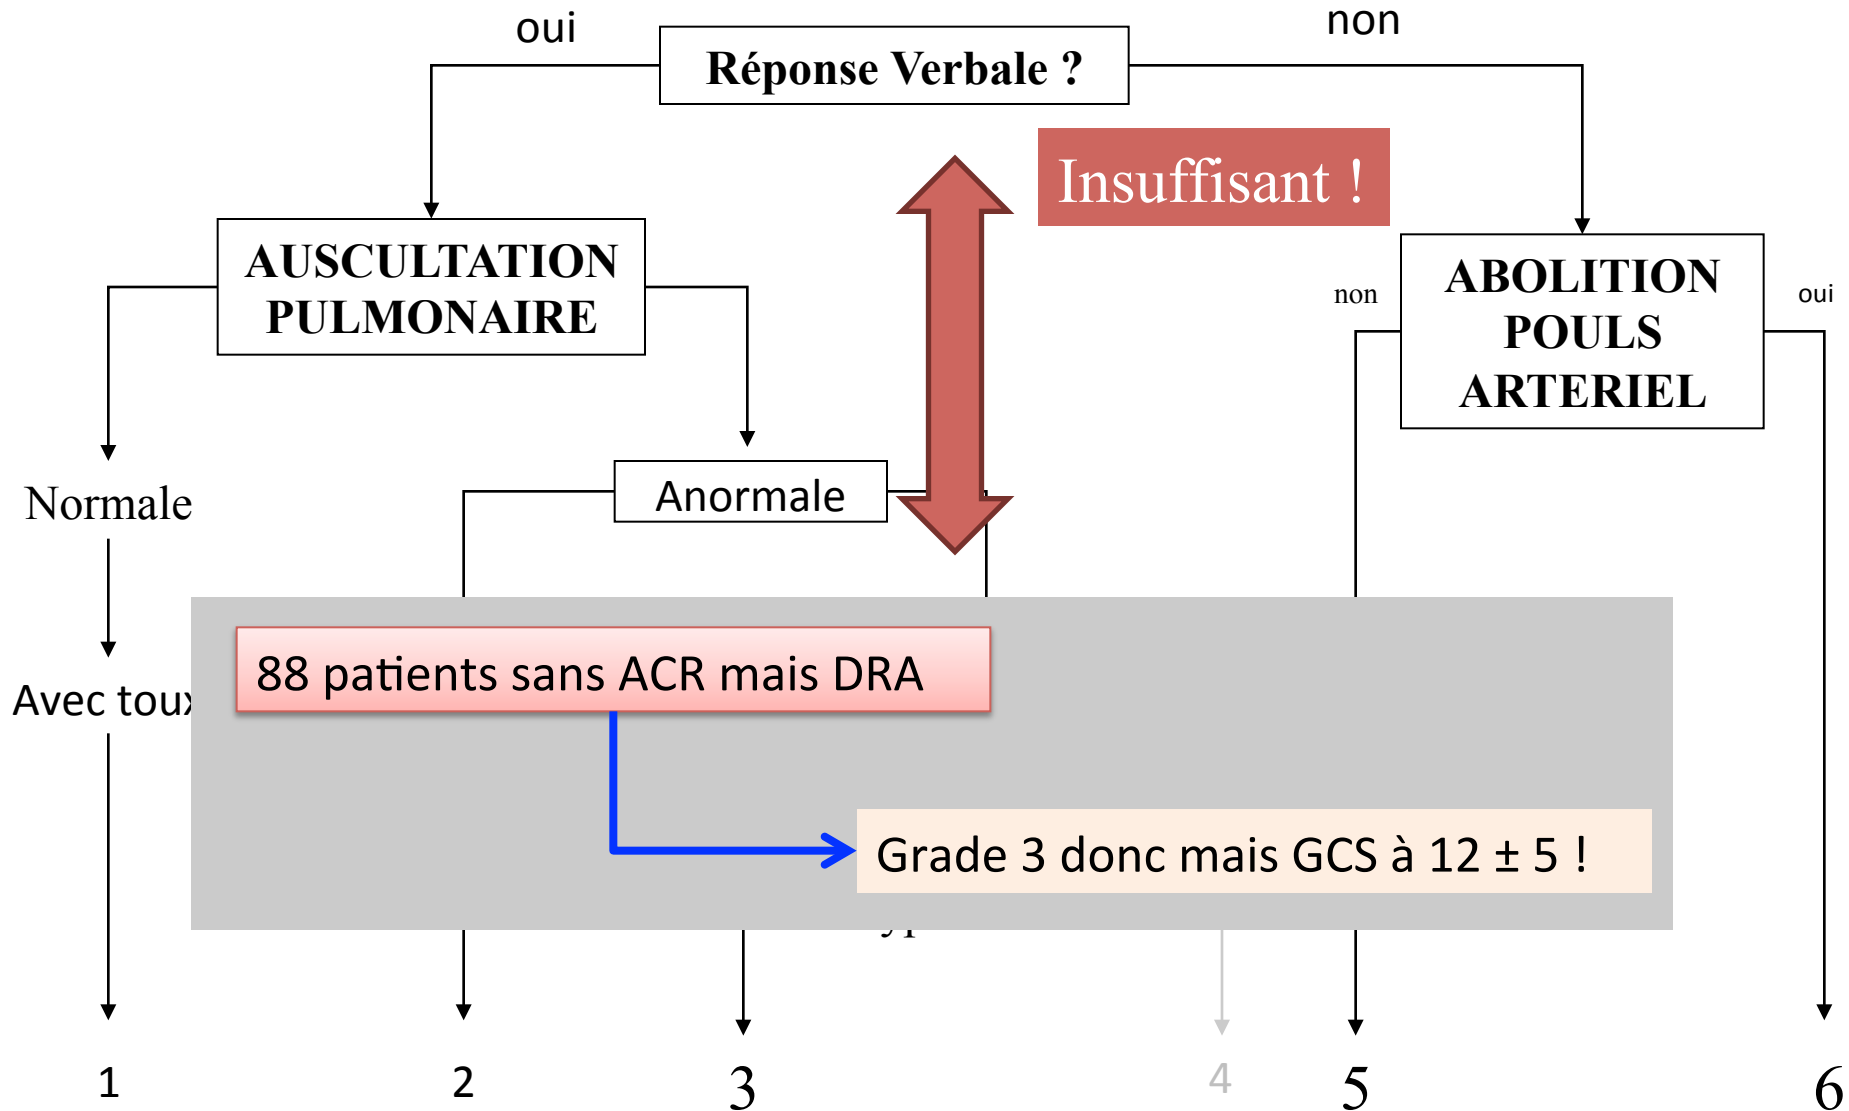 oui
non
Réponse Verbale ?
Insuffisant !
AUSCULTATION
PULMONAIRE
non
ABOLITION
POULS
ARTERIEL
oui
Normale
Anormale
Avec toux
88 patients sans ACR mais DRA
Grade 3 donc mais GCS à 12 ± 5 !
1
2
3
4
5
6